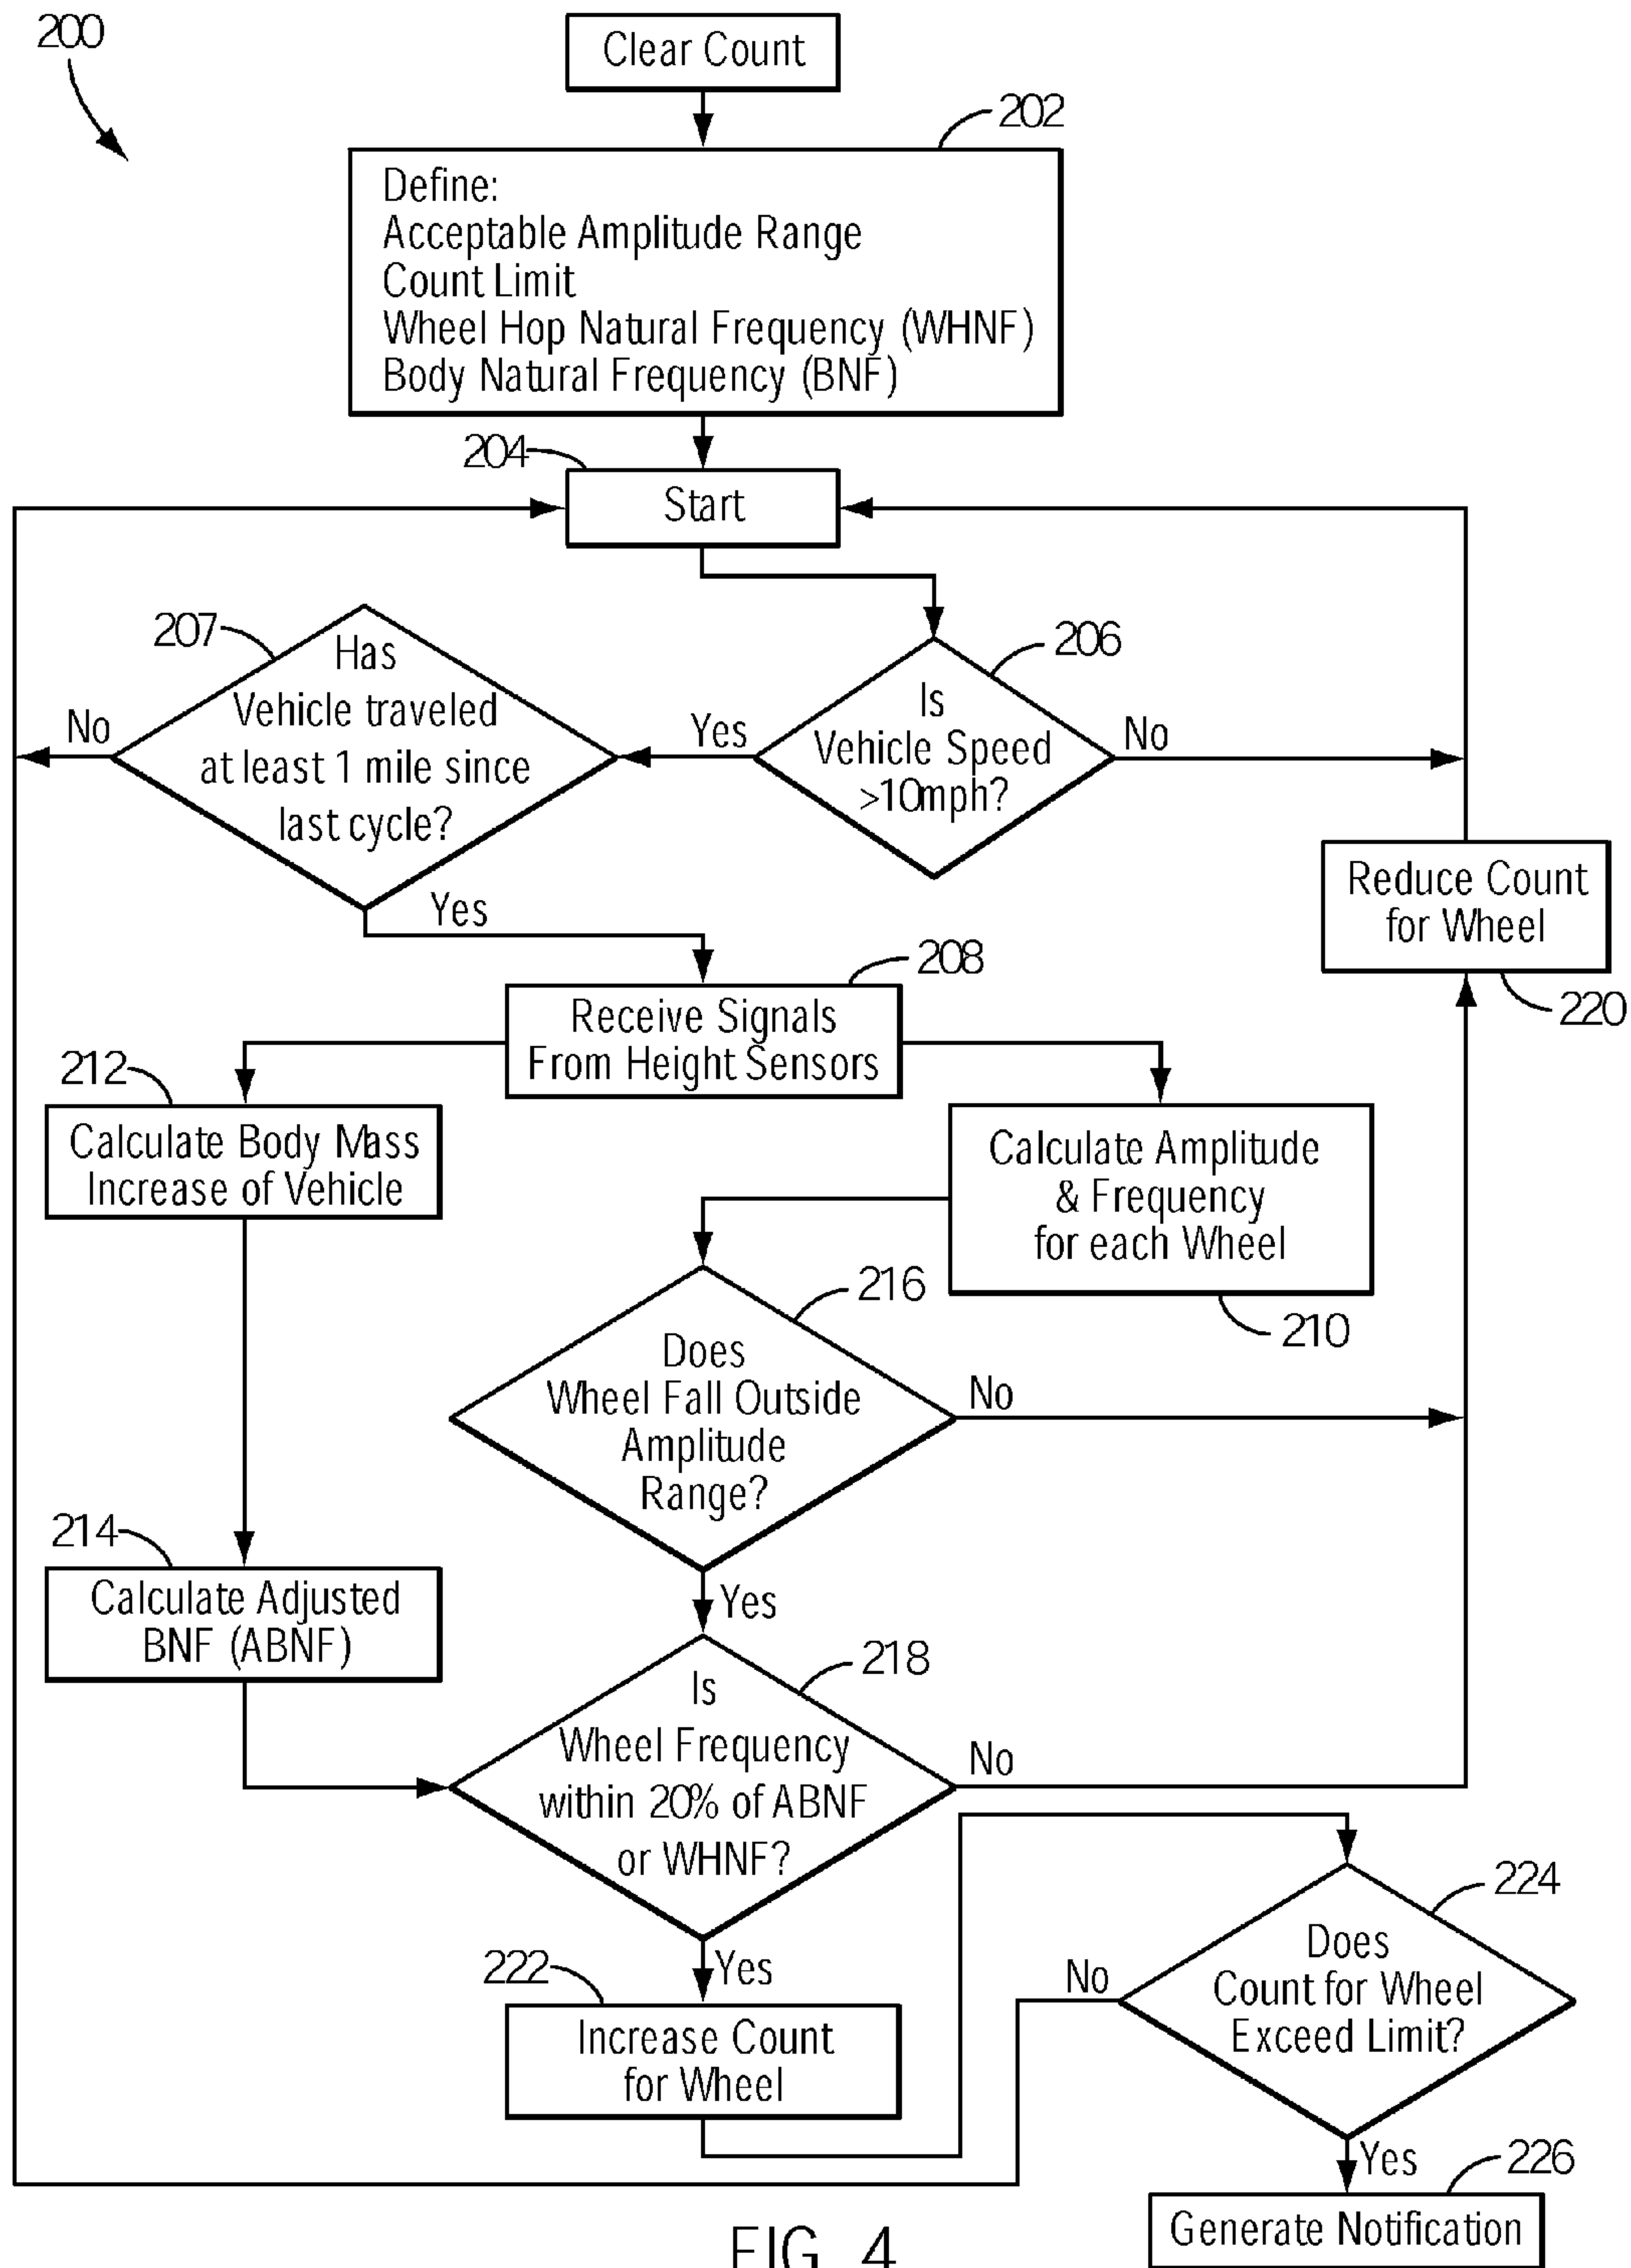 200
Clear Count
202
Define:
Acceptable Amplitude Range
Count Limit
Wheel Hop Natural Frequency (WHNF)
Body Natural Frequency (BNF)
204
Start
207
Has
Vehicle traveled
at least 1 mile since
last cycle?
No
Yes
206
Is
Vehicle Speed
>10mph?
No
Yes
Reduce Count
for Wheel
220
208
Receive Signals
From Height Sensors
212
Calculate Body Mass
Increase of Vehicle
Calculate Amplitude
& Frequency
for each Wheel
210
216
Does
Wheel Fall Outside
Amplitude
Range?
No
Yes
214
Calculate Adjusted
BNF (ABNF)
218
Is
Wheel Frequency
within 20% of ABNF
or WHNF?
No
Yes
222
Increase Count
for Wheel
224
Does
Count for Wheel
Exceed Limit?
No
Yes
226
Generate Notification
FIG. 4